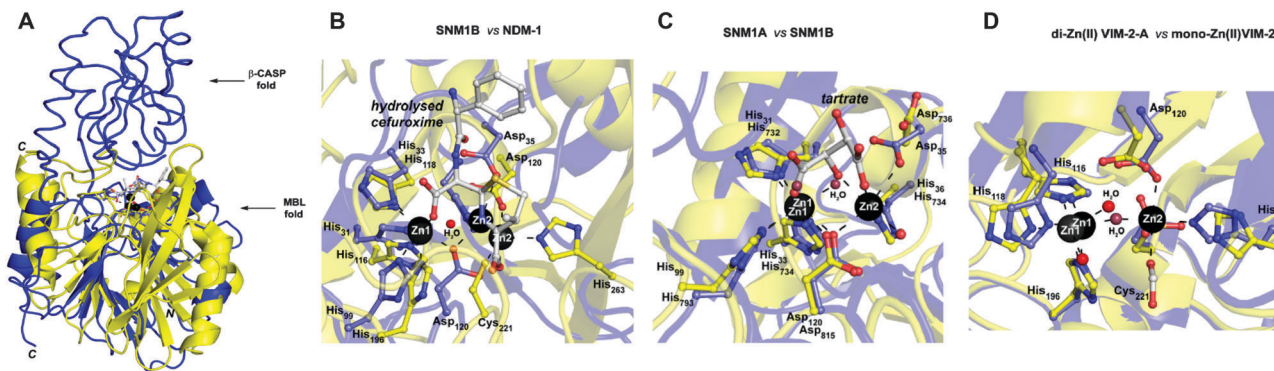 A
β-CASP
fold
C
MBL
fold
N
C
B
SNM1B vs NDM-1
hydrolysed
cefuroxime
Asp35
Asp120
His33
His118
Zn1
Zn2
Zn2
H2O
His31
His116
His99
His196
Asp120
Cys221
His263
C
SNM1A vs SNM1B
tartrate
His31
His732
Asp736
Asp35
Zn1
Zn1
Zn2
H2O
His36
His734
His33
His734
His99
His793
Asp120
Asp815
D
di-Zn(II) VIM-2-A vs mono-Zn(II)VIM-2
Asp120
His116
His118
H2O
Zn1
Zn1
Zn2
H2O
His196
Cys221